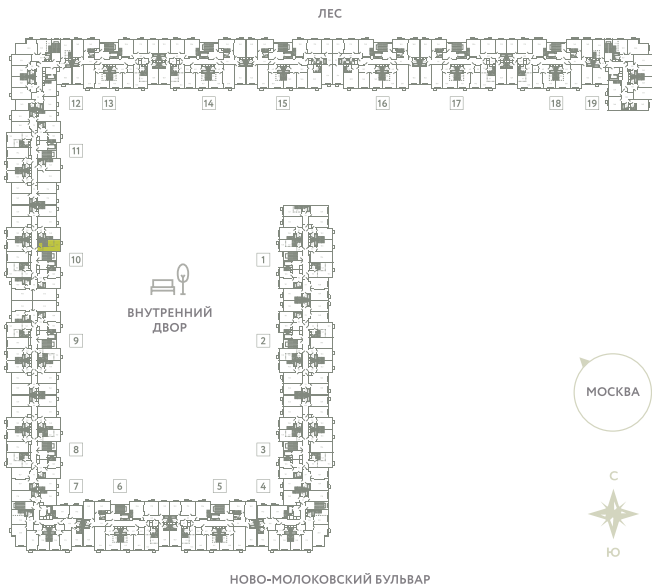 ЛЕС
12 13 14 15 16 17 18 19
11
10 1
ВНУТРЕННИЙ
ДВОР
9 2
МОСКВА
8 3
7 6 5 4
С
Ю
НОВО-МОЛОКОВСКИЙ БУЛЬВАР